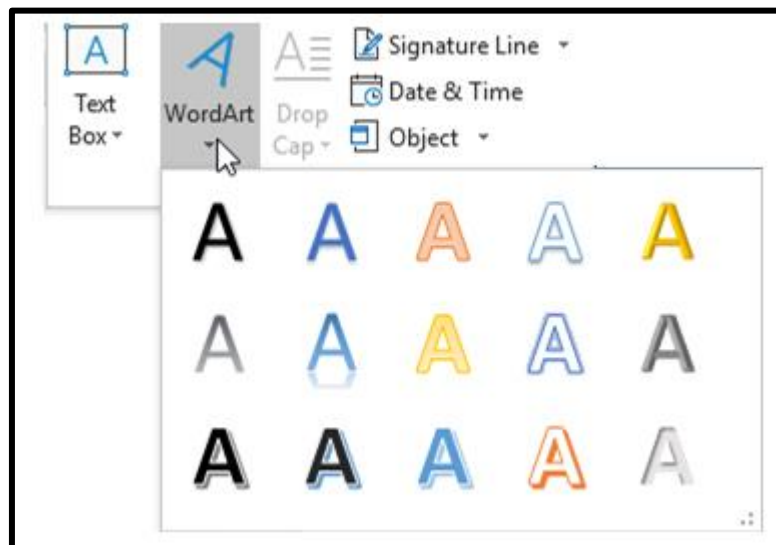 A
Text
Box
A
WordArt
A
Drop
Cap
Signature Line
Date & Time
Object
A A A A A
A A A A A
A A A A A